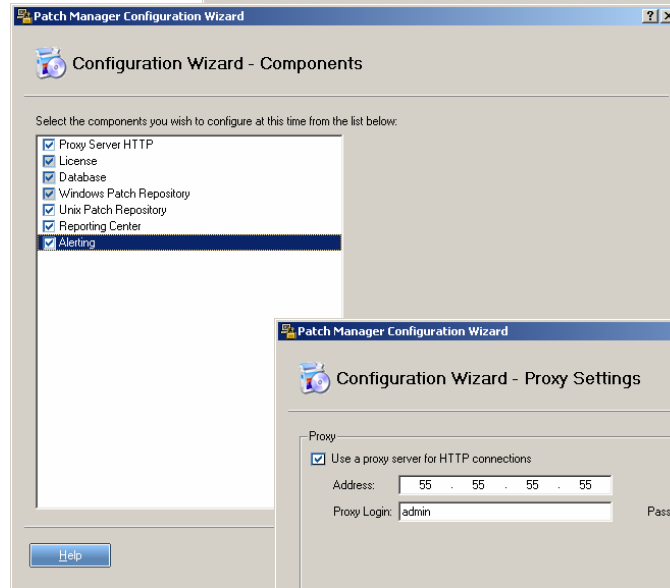 Patch Manager Configuration Wizard
Configuration Wizard - Components
Select the components you wish to configure at this time from the list below:
Proxy Server HTTP
License
Database
Windows Patch Repository
Unix Patch Repository
Reporting Center
Alerting
Help
Patch Manager Configuration Wizard
Configuration Wizard - Proxy Settings
Proxy
Use a proxy server for HTTP connections
Address: 55 . 55 . 55 . 55
Proxy Login: admin Pass